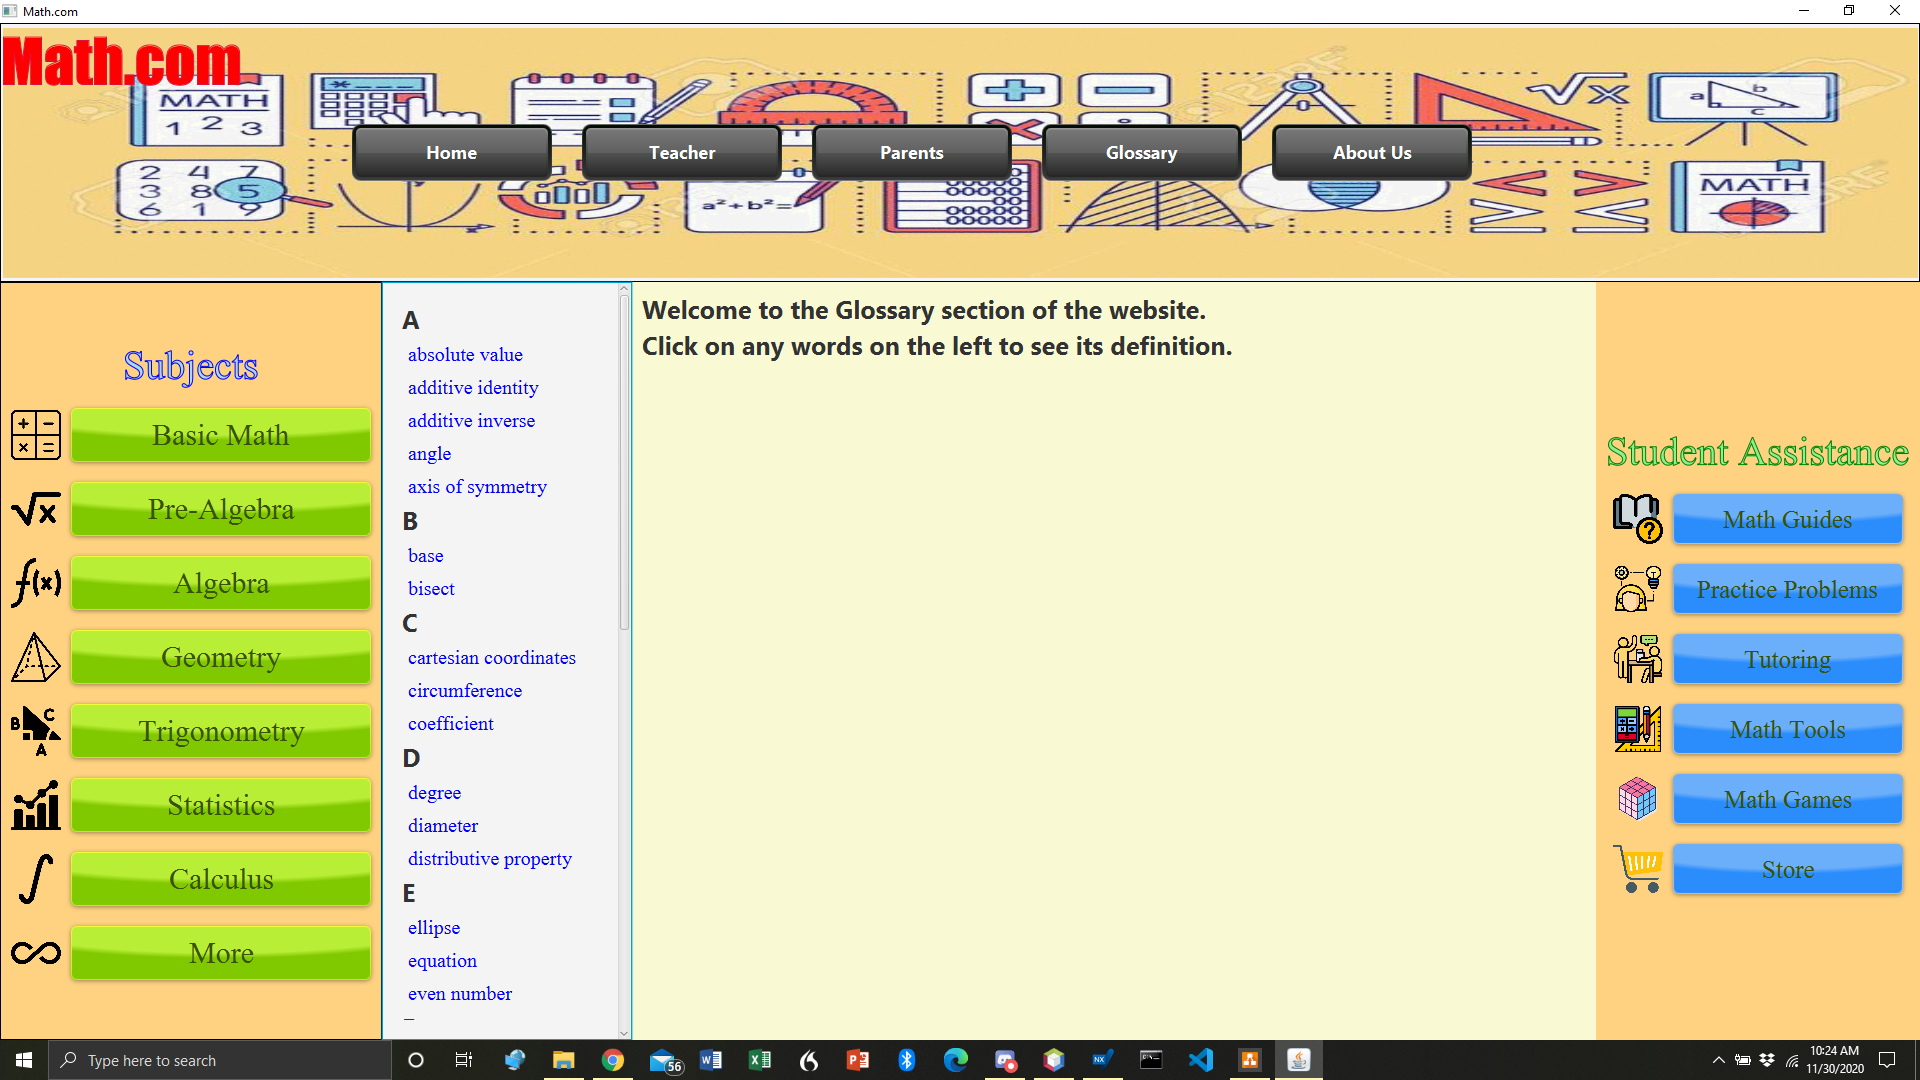 Math.com
Math.com
MATH
1 2 3
a b
c
Home
Teacher
Parents
Glossary
About Us
2 4 7
3 8 5
6 1 9
a²+b²=
MATH
Subjects
Basic Math
Pre-Algebra
Algebra
Geometry
Trigonometry
Statistics
Calculus
More
√x
f(x)
B C
A
A
absolute value
additive identity
additive inverse
angle
axis of symmetry
B
base
bisect
C
cartesian coordinates
circumference
coefficient
D
degree
diameter
distributive property
E
ellipse
equation
even number
Welcome to the Glossary section of the website.
Click on any words on the left to see its definition.
Student Assistance
Math Guides
Practice Problems
Tutoring
Math Tools
Math Games
Store
Type here to search
56
10:24 AM
11/30/2020